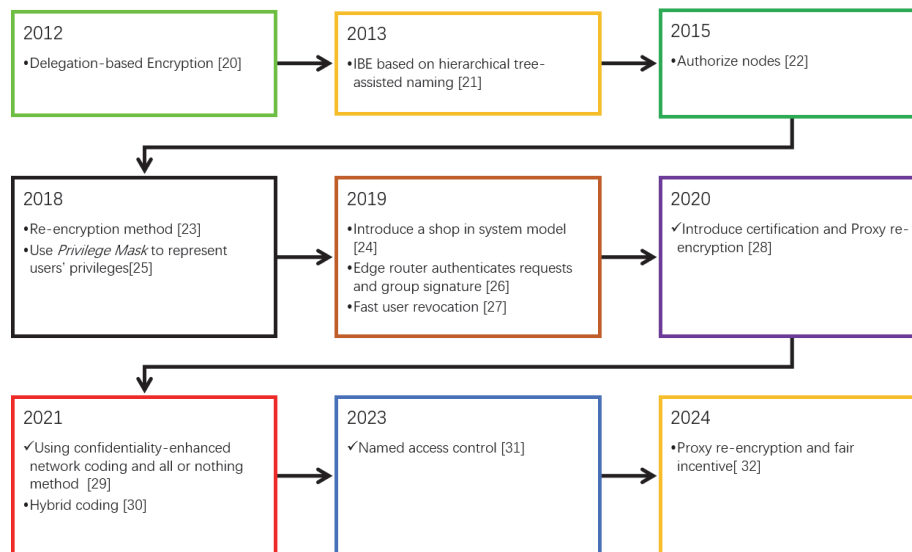 2012
•Delegation-based Encryption [20]
2013
•IBE based on hierarchical tree-
assisted naming [21]
2015
•Authorize nodes [22]
2018
•Re-encryption method [23]
•Use Privilege Mask to represent
users' privileges[25]
2019
•Introduce a shop in system model
[24]
•Edge router authenticates requests
and group signature [26]
•Fast user revocation [27]
2020
✓Introduce certification and Proxy re-
encryption [28]
2021
✓Using confidentiality-enhanced
network coding and all or nothing
method [29]
•Hybrid coding [30]
2023
✓Named access control [31]
2024
•Proxy re-encryption and fair
incentive[ 32]